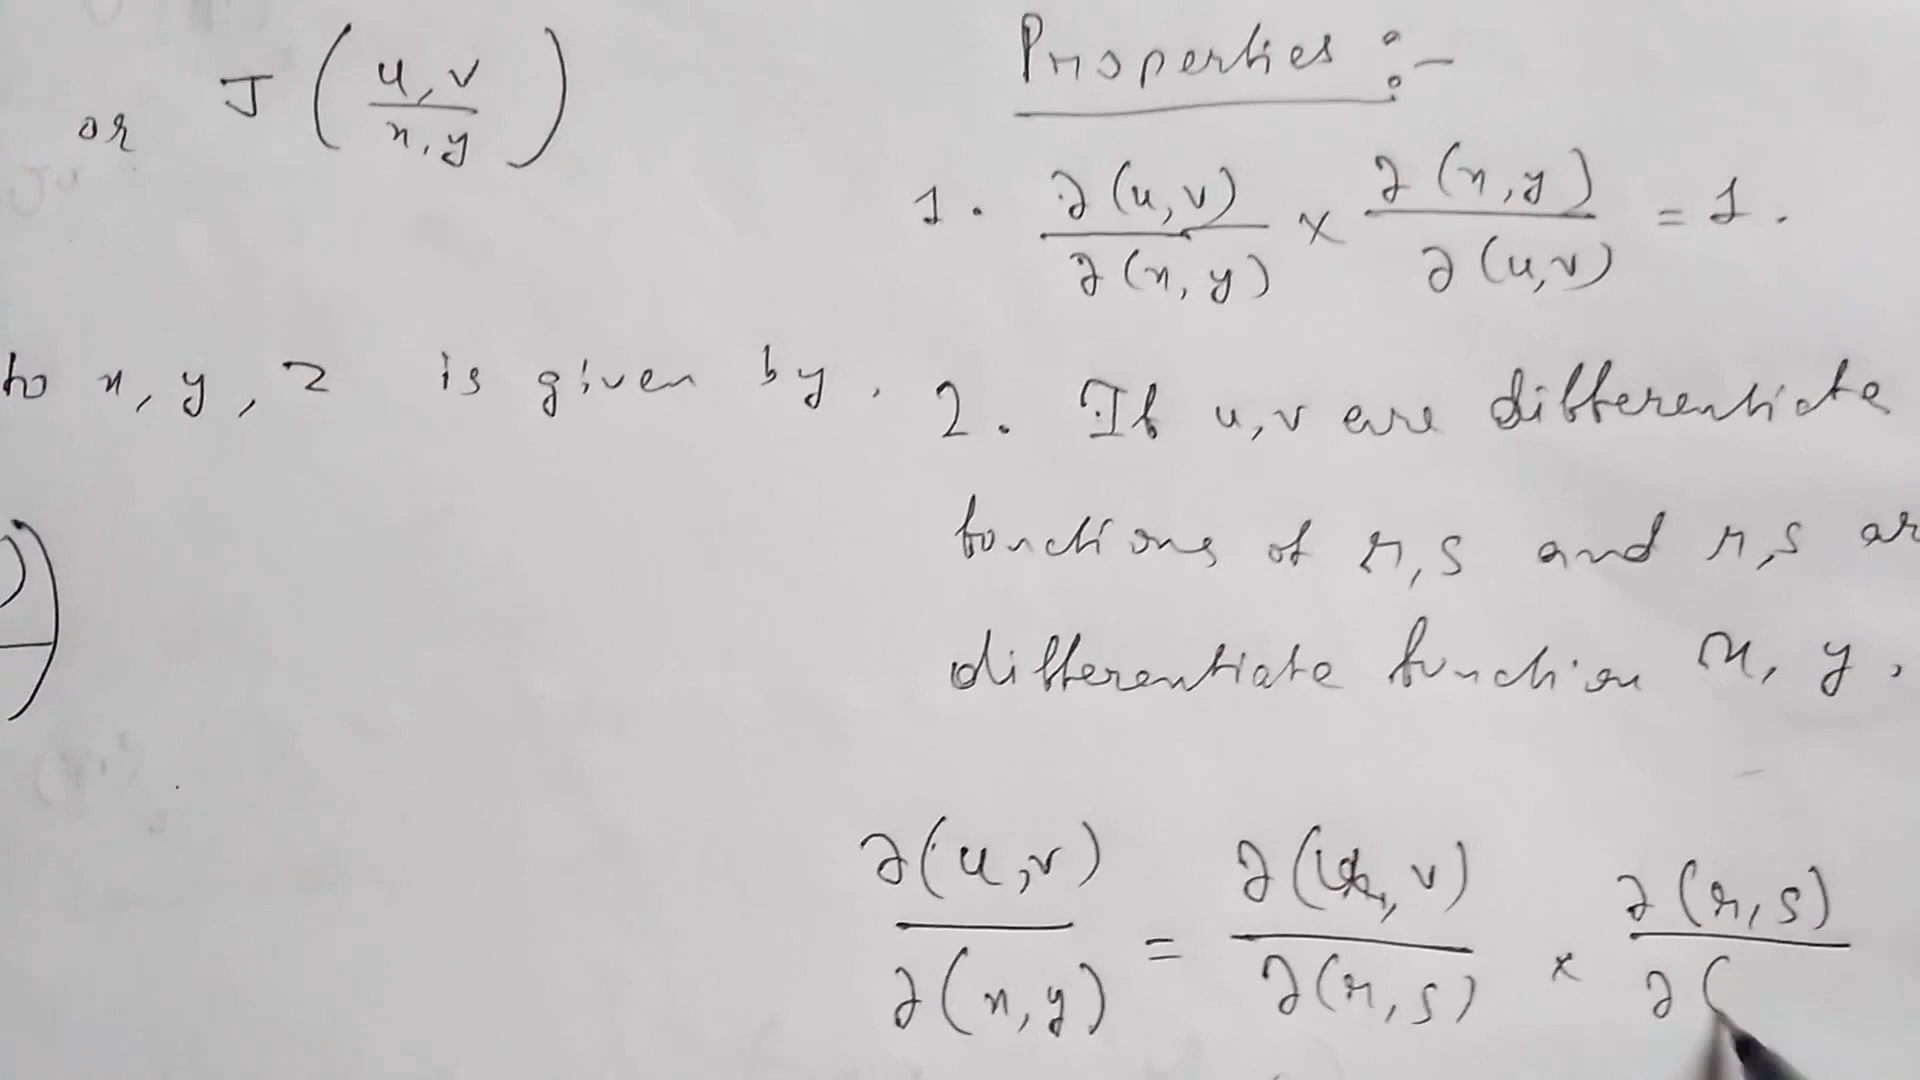 or J (u,v / x,y)
to x, y, z is given by.
Properties :-
1. ∂(u,v) / ∂(x,y) × ∂(x,y) / ∂(u,v) = 1.
2. If u,v are differentiate
functions of r,s and r,s ar
differentiate function x, y,
∂(u,v) / ∂(x,y) = ∂(u,v) / ∂(r,s) × ∂(r,s) / ∂(